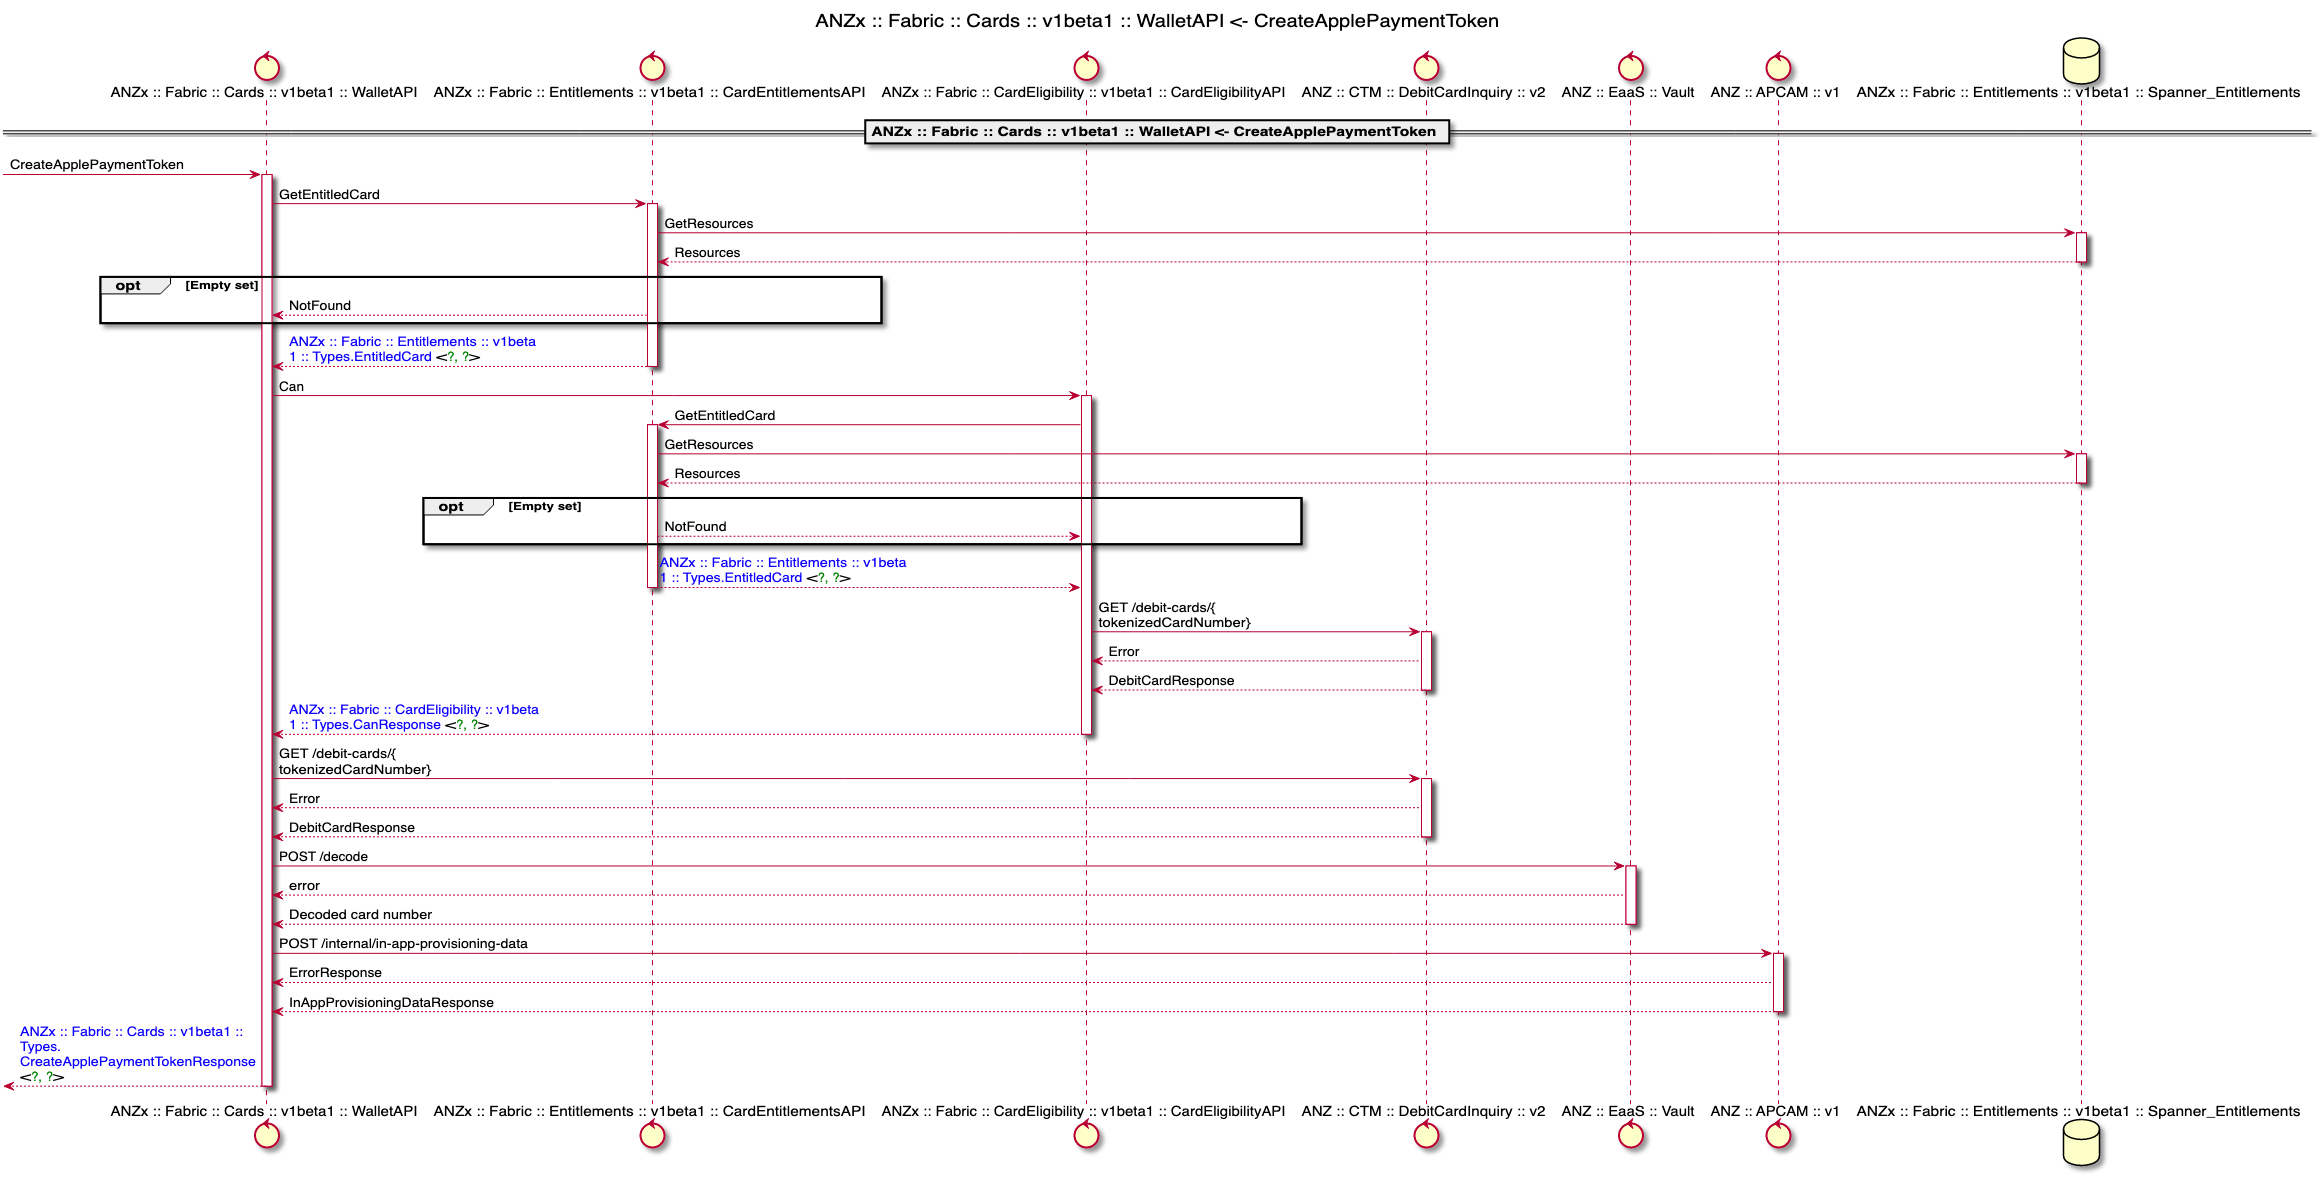 ANZx :: Fabric :: Cards :: v1beta1 :: WalletAPI <- CreateApplePaymentToken
ANZx :: Fabric :: Cards :: v1beta1 :: WalletAPI
ANZx :: Fabric :: Entitlements :: v1beta1 :: CardEntitlementsAPI
ANZx :: Fabric :: CardEligibility :: v1beta1 :: CardEligibilityAPI
ANZ :: CTM :: DebitCardInquiry :: v2
ANZ :: EaaS :: Vault
ANZ :: APCAM :: v1
ANZx :: Fabric :: Entitlements :: v1beta1 :: Spanner_Entitlements
ANZx :: Fabric :: Cards :: v1beta1 :: WalletAPI <- CreateApplePaymentToken
CreateApplePaymentToken
GetEntitledCard
GetResources
Resources
opt [Empty set]
NotFound
ANZx :: Fabric :: Entitlements :: v1beta
1 :: Types.EntitledCard <?, ?>
Can
GetEntitledCard
GetResources
Resources
opt [Empty set]
NotFound
ANZx :: Fabric :: Entitlements :: v1beta
1 :: Types.EntitledCard <?, ?>
GET /debit-cards/{
tokenizedCardNumber}
Error
DebitCardResponse
ANZx :: Fabric :: CardEligibility :: v1beta
1 :: Types.CanResponse <?, ?>
GET /debit-cards/{
tokenizedCardNumber}
Error
DebitCardResponse
POST /decode
error
Decoded card number
POST /internal/in-app-provisioning-data
ErrorResponse
InAppProvisioningDataResponse
ANZx :: Fabric :: Cards :: v1beta1 ::
Types.
CreateApplePaymentTokenResponse
<?, ?>
ANZx :: Fabric :: Cards :: v1beta1 :: WalletAPI
ANZx :: Fabric :: Entitlements :: v1beta1 :: CardEntitlementsAPI
ANZx :: Fabric :: CardEligibility :: v1beta1 :: CardEligibilityAPI
ANZ :: CTM :: DebitCardInquiry :: v2
ANZ :: EaaS :: Vault
ANZ :: APCAM :: v1
ANZx :: Fabric :: Entitlements :: v1beta1 :: Spanner_Entitlements